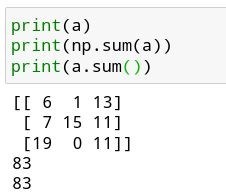 print(a)
print(np.sum(a))
print(a.sum())
[[ 6  1 13]
 [ 7 15 11]
 [19  0 11]]
83
83